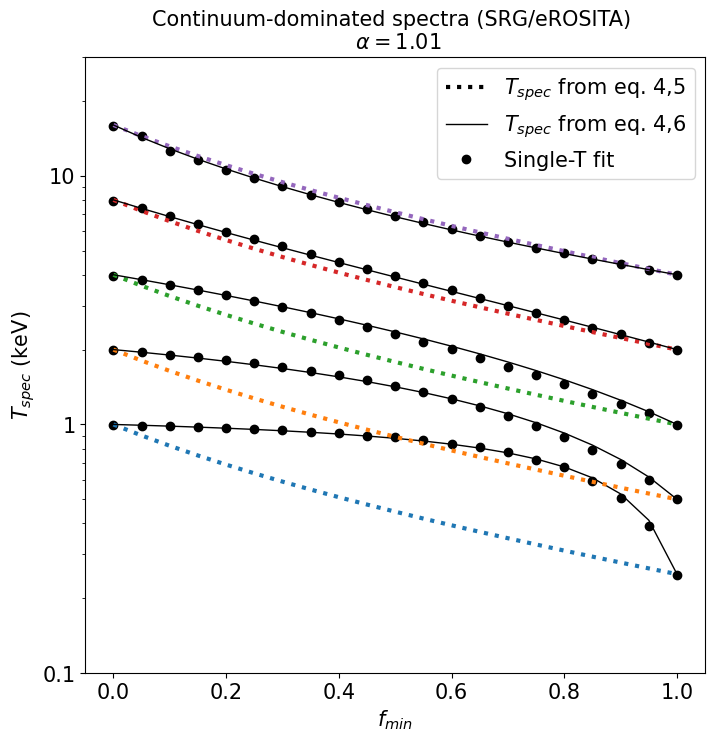 Continuum-dominated spectra (SRG/eROSITA)
α = 1.01
T_spec from eq. 4,5
T_spec from eq. 4,6
Single-T fit
T_spec (keV)
10
1
0.1
0.0 0.2 0.4 0.6 0.8 1.0
f_min